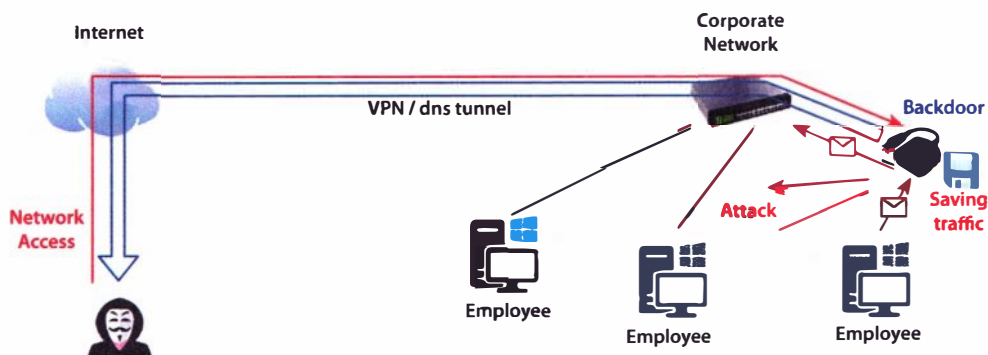 Internet
Corporate
Network
VPN / dns tunnel
Backdoor
Network
Access
Attack
Saving
traffic
Employee
Employee
Employee